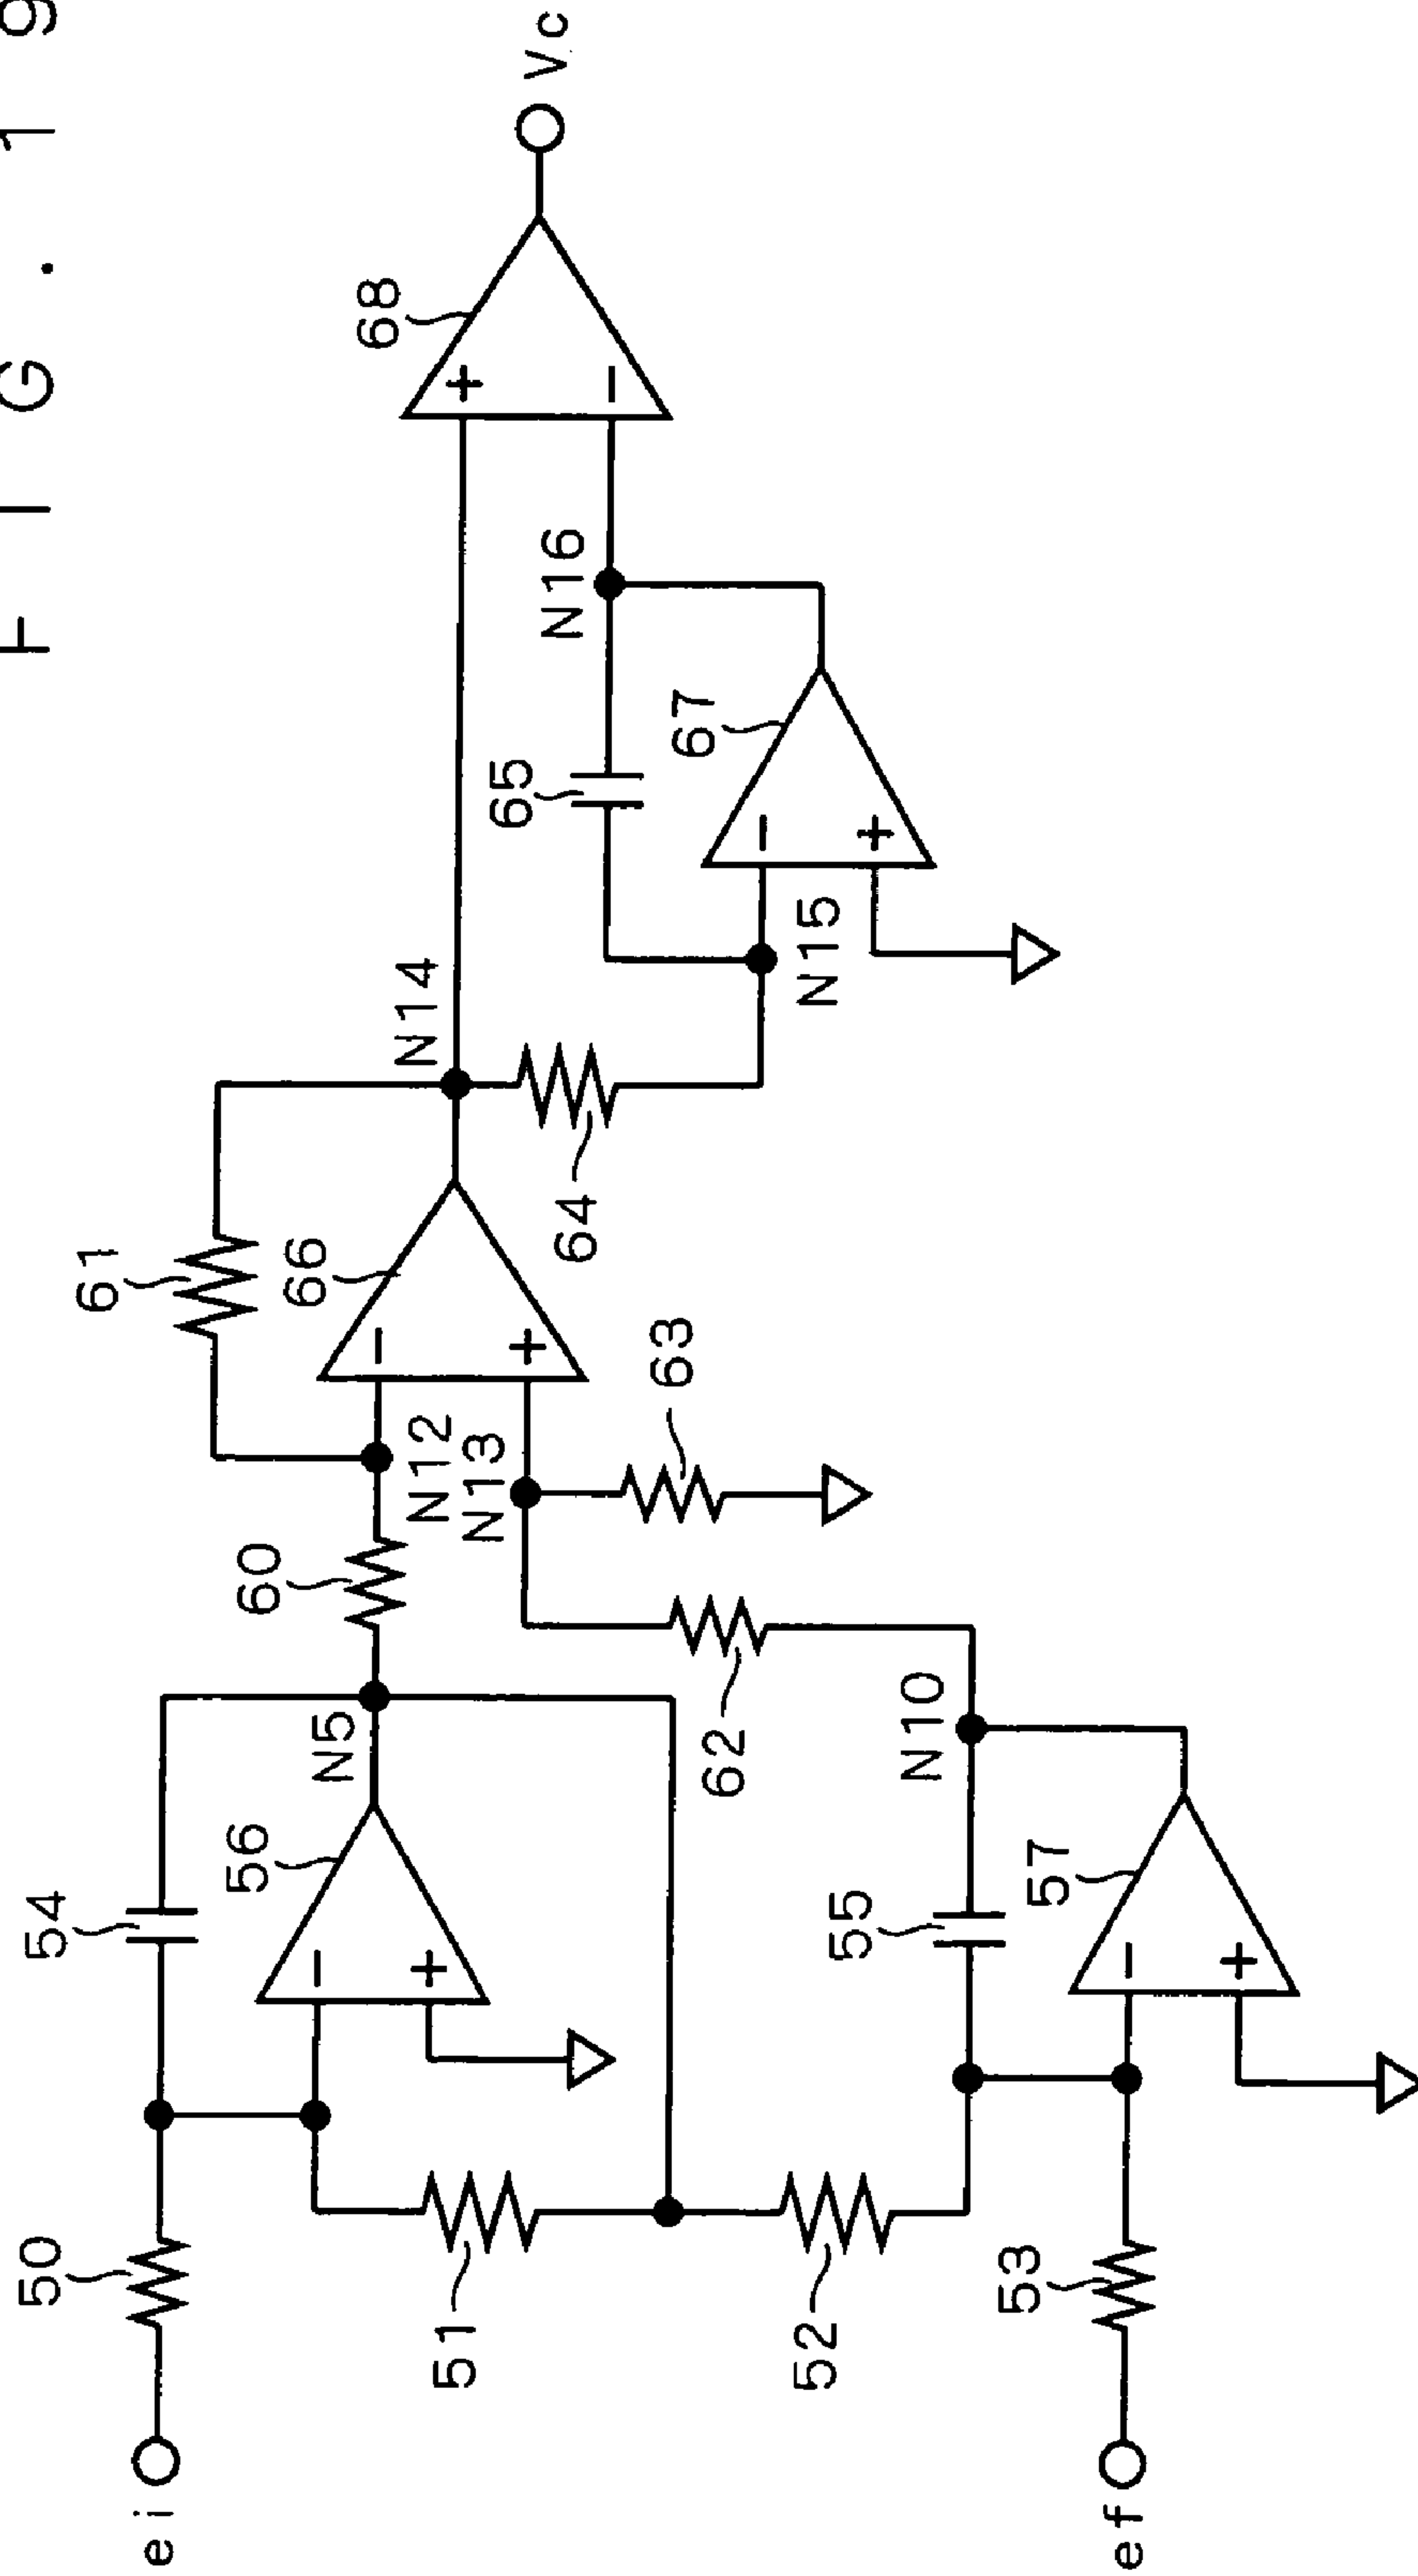 FIG. 19
ei
50
54
51
56
N5
60
61
N12
N13
66
63
62
N14
64
65
N15
67
N16
68
Vc
52
55
N10
ef
53
57
- +
- +
- +
- +
+ -